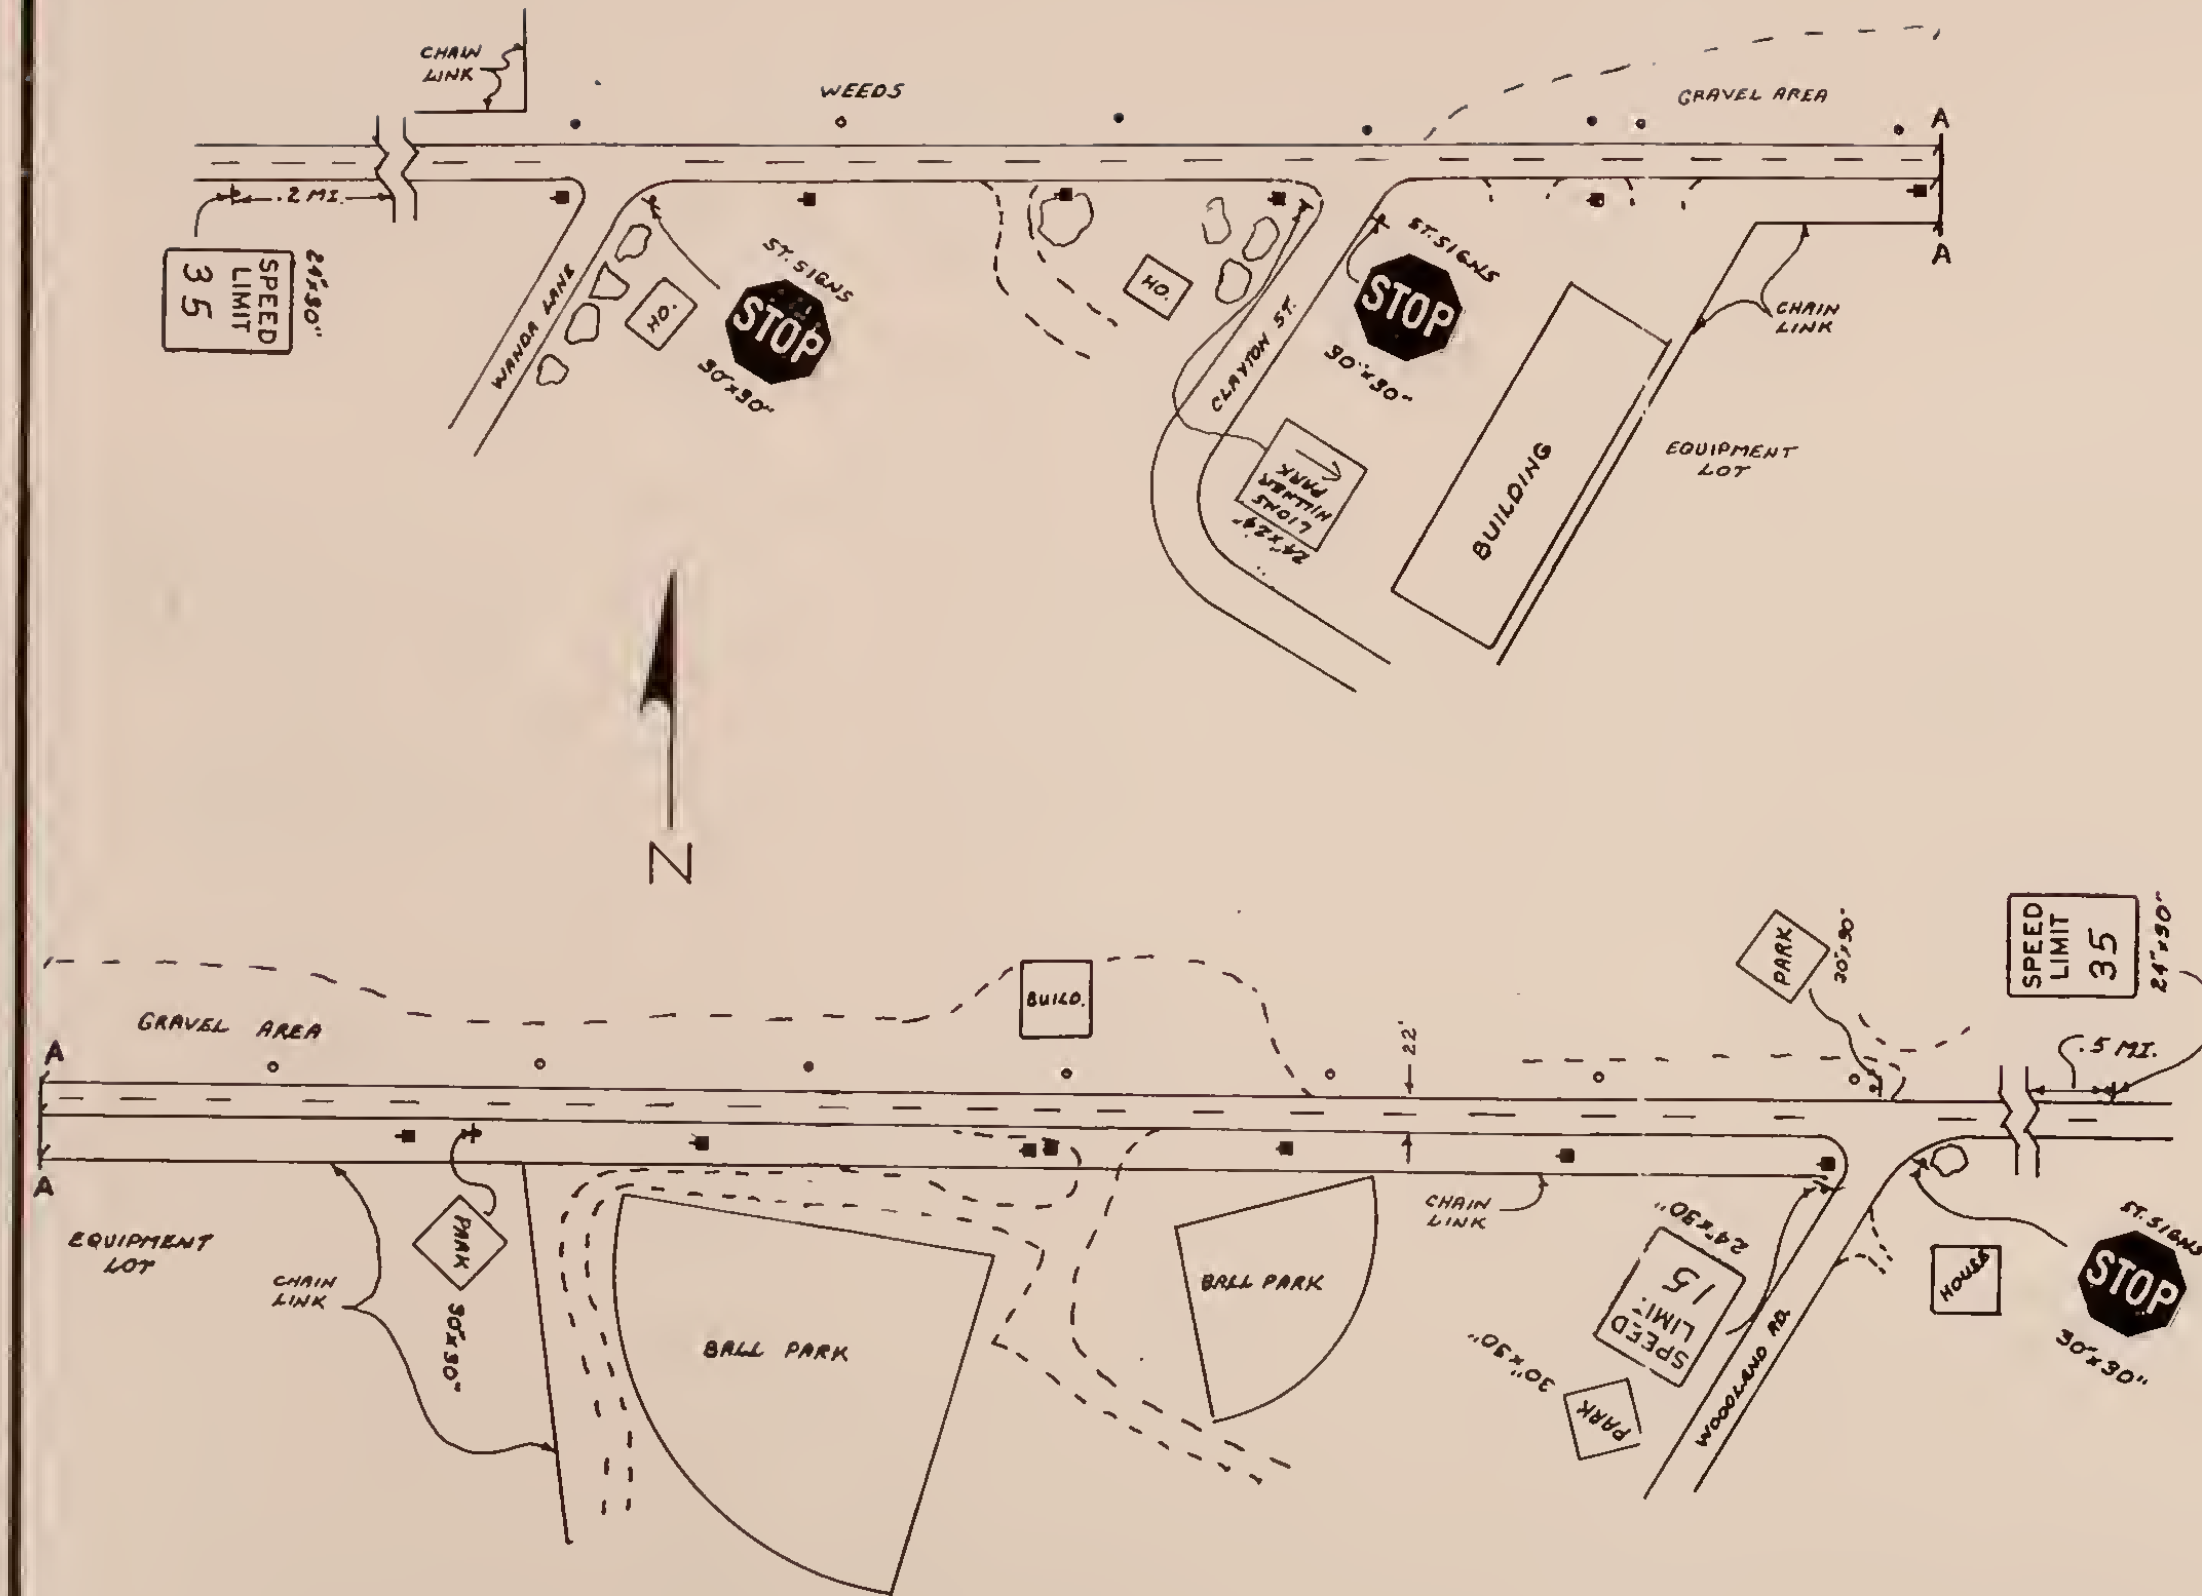 CHAIN
LINK
WEEDS
GRAVEL AREA
A
.2 MI.
SPEED
LIMIT
35
24"x30"
WANDA LANE
HO.
ST. SIGNS
STOP
30"x30"
HO.
CLAYTON ST.
ST. SIGNS
STOP
30"x30"
LIONS
HILLNER
PARK
24"x24"
BUILDING
A
CHAIN
LINK
EQUIPMENT
LOT
N
GRAVEL AREA
A
BUILD.
22'
PARK
30"x30"
SPEED
LIMIT
35
24"x30"
.5 MI.
A
EQUIPMENT
LOT
CHAIN
LINK
PARK
30"x30"
BALL PARK
BALL PARK
CHAIN
LINK
24"x30"
SPEED
LIMIT
15
30"x30"
PARK
WOODLAND RD.
HOUSE
ST. SIGNS
STOP
30"x30"